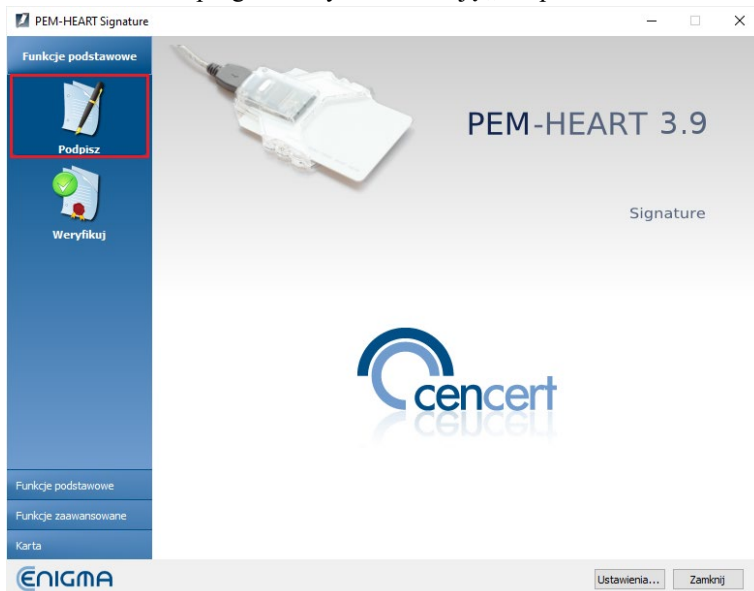 PEM-HEART Signature
Funkcje podstawowe
Podpisz
Weryfikuj
PEM-HEART 3.9
Signature
cencert
Funkcje podstawowe
Funkcje zaawansowane
Karta
ENIGMA
Ustawienia...
Zamknij